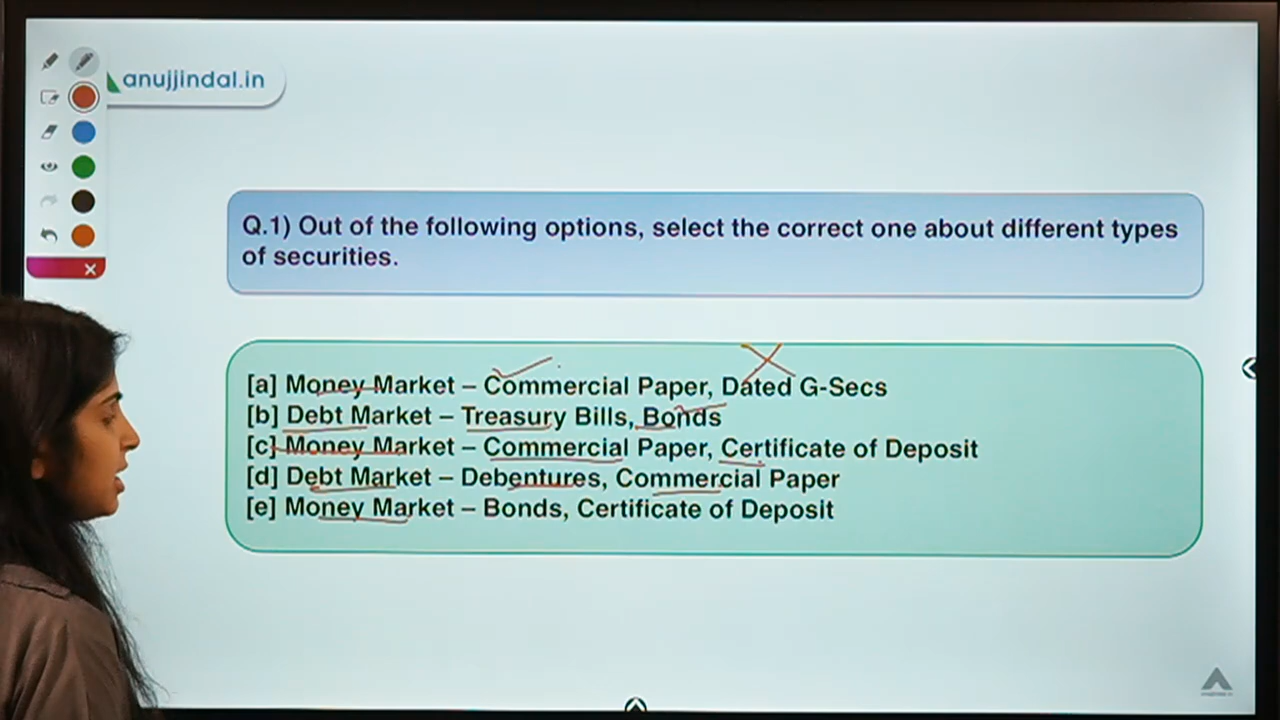 anujjindal.in
Q.1) Out of the following options, select the correct one about different types
of securities.
[a] Money Market – Commercial Paper, Dated G-Secs
[b] Debt Market – Treasury Bills, Bonds
[c] Money Market – Commercial Paper, Certificate of Deposit
[d] Debt Market – Debentures, Commercial Paper
[e] Money Market – Bonds, Certificate of Deposit